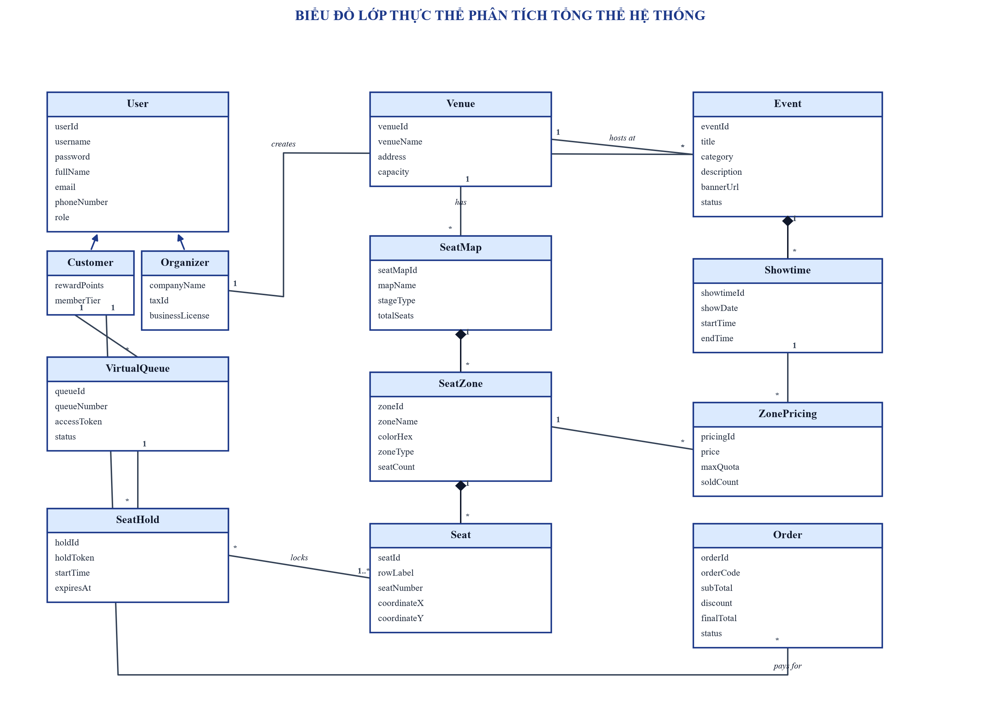 BIỂU ĐỒ LỚP THỰC THỂ PHÂN TÍCH TỔNG THỂ HỆ THỐNG
User
userId
username
password
fullName
email
phoneNumber
role
Customer
rewardPoints
memberTier
1
1
Organizer
companyName
taxId
businessLicense
1
creates
*
VirtualQueue
queueId
queueNumber
accessToken
status
1
*
SeatHold
holdId
holdToken
startTime
expiresAt
*
locks
1..*
Venue
venueId
venueName
address
capacity
1
1
hosts at
*
has
*
SeatMap
seatMapId
mapName
stageType
totalSeats
1
*
SeatZone
zoneId
zoneName
colorHex
zoneType
seatCount
1
*
1
*
Seat
seatId
rowLabel
seatNumber
coordinateX
coordinateY
Event
eventId
title
category
description
bannerUrl
status
1
*
Showtime
showtimeId
showDate
startTime
endTime
1
*
ZonePricing
pricingId
price
maxQuota
soldCount
Order
orderId
orderCode
subTotal
discount
finalTotal
status
*
pays for